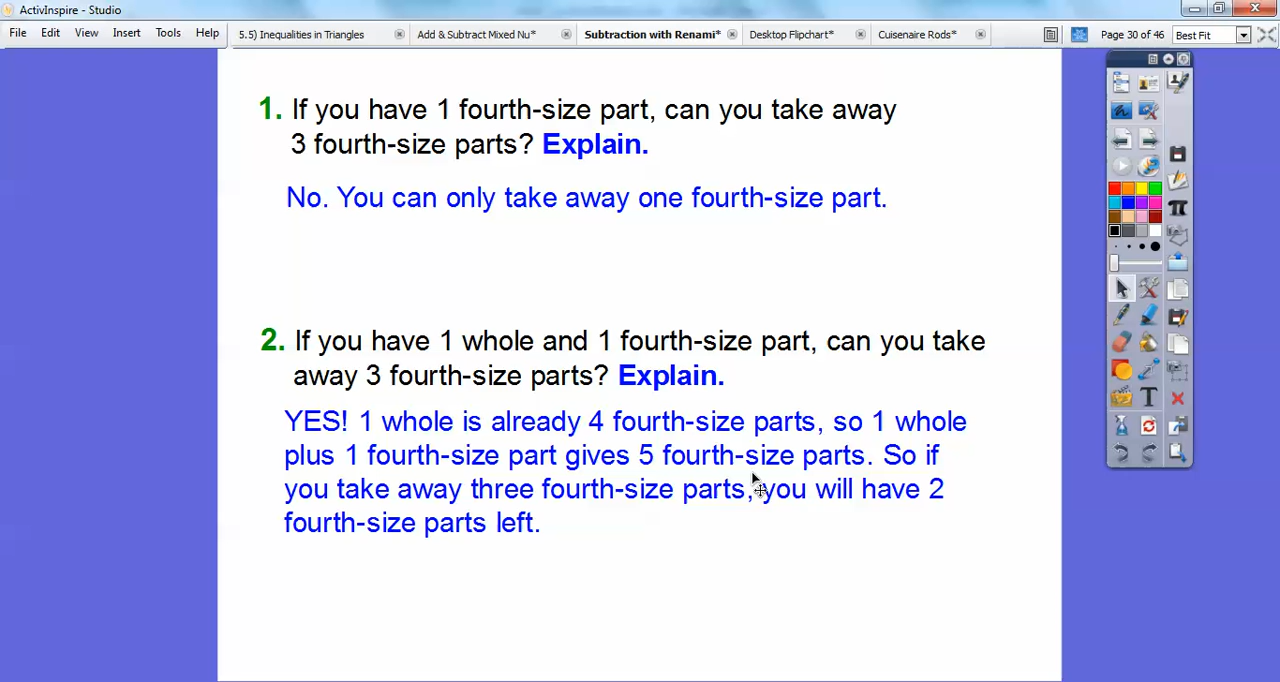 ActivInspire - Studio
File Edit View Insert Tools Help
5.5) Inequalities in Triangles
Add & Subtract Mixed Nu*
Subtraction with Renami*
Desktop Flipchart*
Cuisenaire Rods*
Page 30 of 46
Best Fit
1. If you have 1 fourth-size part, can you take away
3 fourth-size parts? Explain.
No. You can only take away one fourth-size part.
2. If you have 1 whole and 1 fourth-size part, can you take
away 3 fourth-size parts? Explain.
YES! 1 whole is already 4 fourth-size parts, so 1 whole
plus 1 fourth-size part gives 5 fourth-size parts. So if
you take away three fourth-size parts, you will have 2
fourth-size parts left.